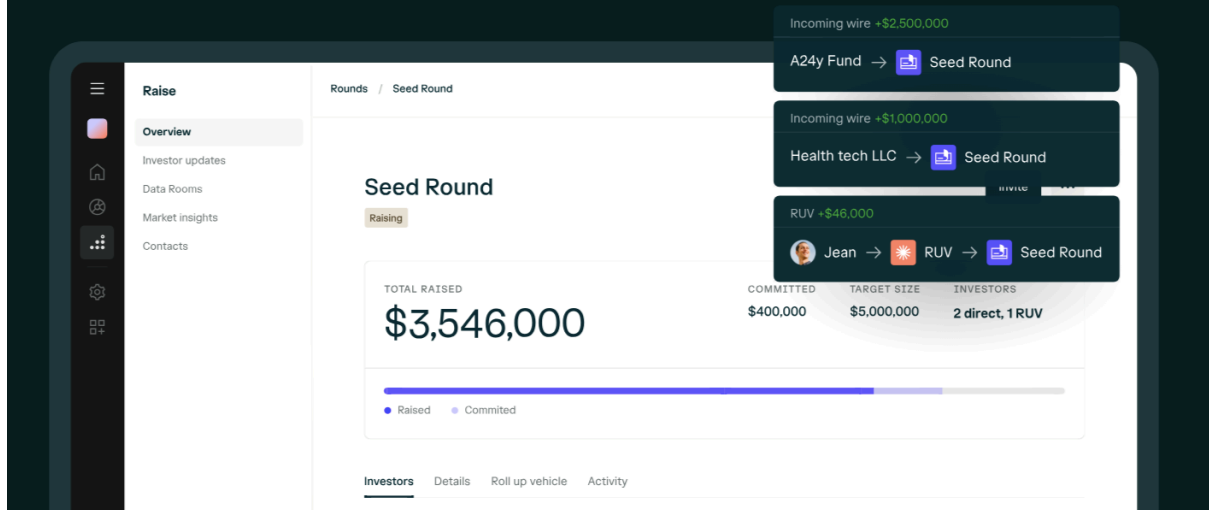 Incoming wire +$2,500,000
A24y Fund → Seed Round
Raise
Rounds / Seed Round
Overview
Incoming wire +$1,000,000
Investor updates
Health tech LLC → Seed Round
Data Rooms
Seed Round
Invite
Market insights
Raising
RUV +$46,000
Contacts
Jean → RUV → Seed Round
TOTAL RAISED
COMMITTED
TARGET SIZE
INVESTORS
$3,546,000
$400,000
$5,000,000
2 direct, 1 RUV
Raised
Commited
Investors
Details
Roll up vehicle
Activity